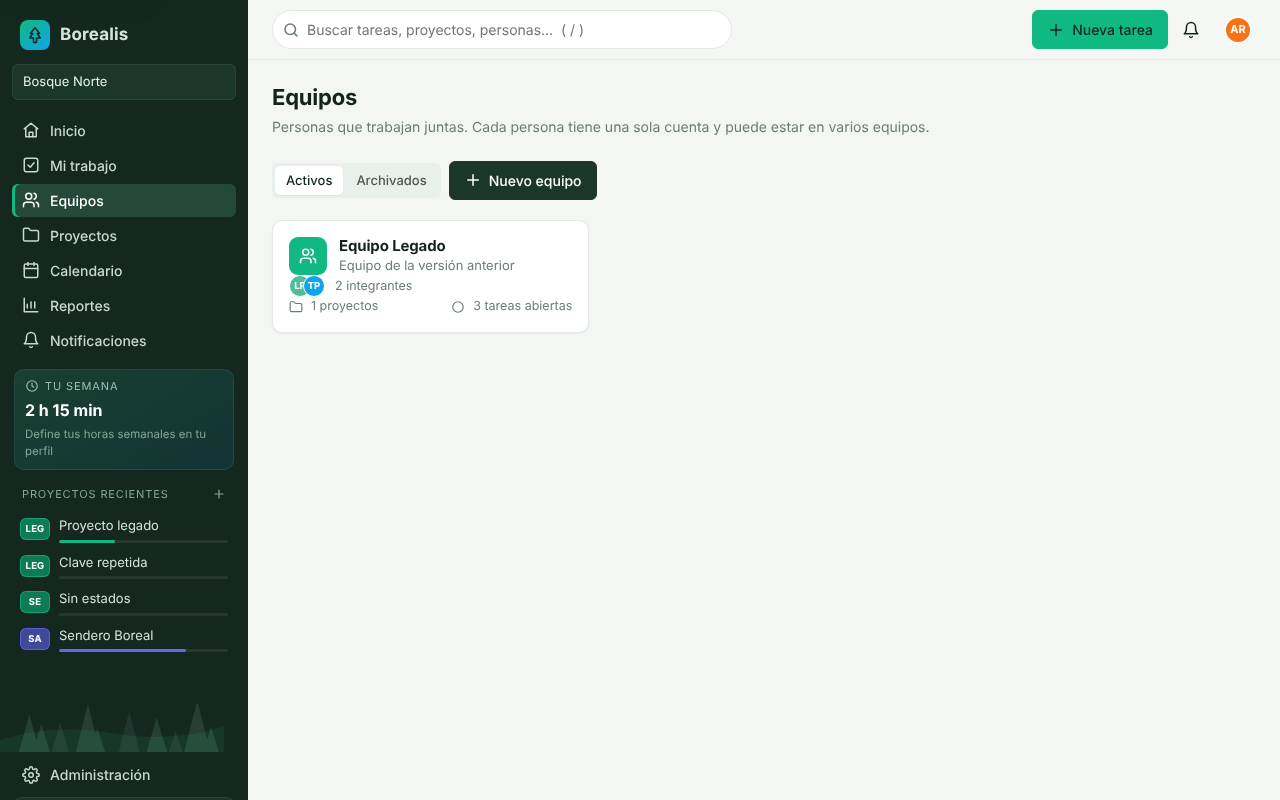 Borealis
Bosque Norte
Inicio
Mi trabajo
Equipos
Proyectos
Calendario
Reportes
Notificaciones
TU SEMANA
2 h 15 min
Define tus horas semanales en tu
perfil
PROYECTOS RECIENTES
LEG Proyecto legado
LEG Clave repetida
SE Sin estados
SA Sendero Boreal
Administración
Buscar tareas, proyectos, personas... ( / )
Nueva tarea
AR
Equipos
Personas que trabajan juntas. Cada persona tiene una sola cuenta y puede estar en varios equipos.
Activos Archivados Nuevo equipo
Equipo Legado
Equipo de la versión anterior
TP 2 integrantes
1 proyectos 3 tareas abiertas